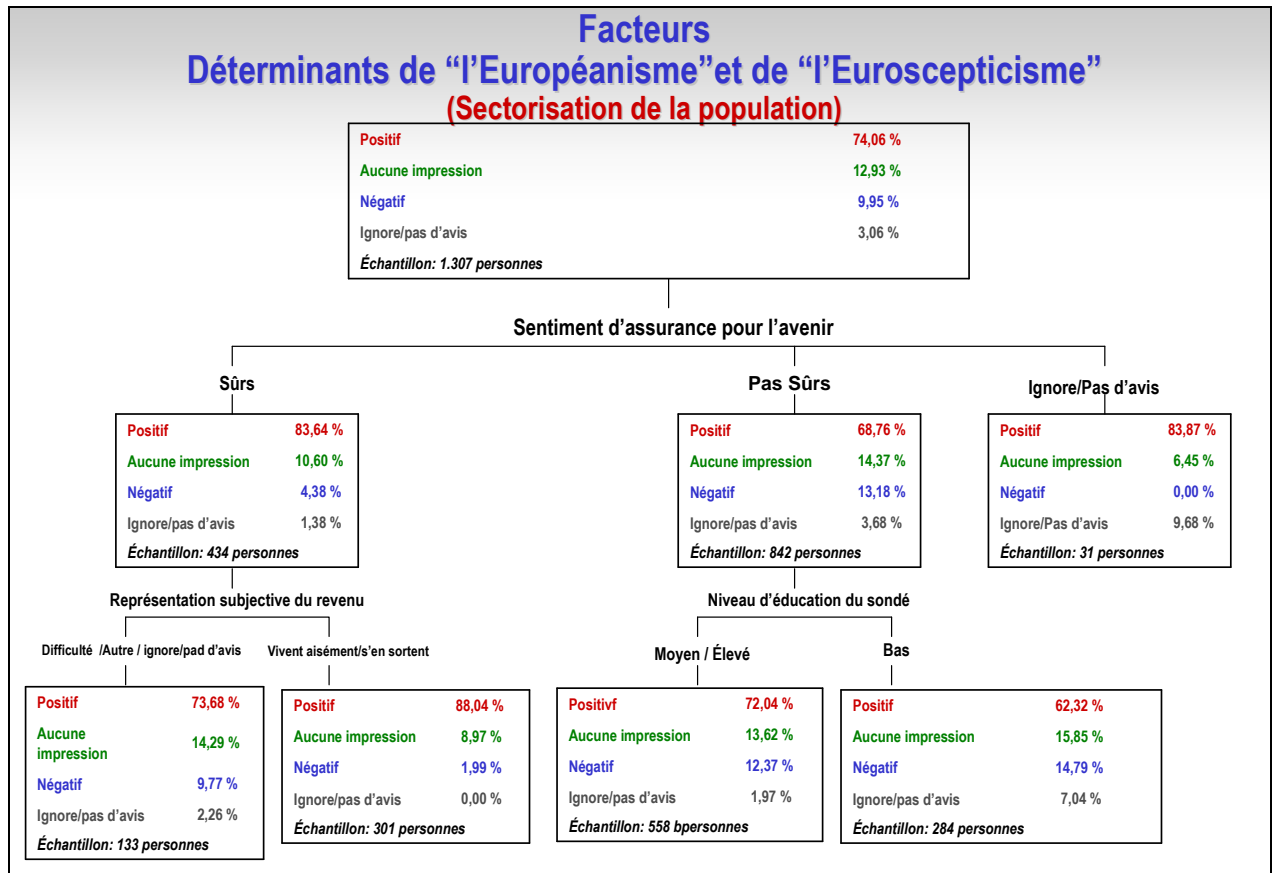 Facteurs
Déterminants de “l’Européanisme”et de “l’Euroscepticisme”
(Sectorisation de la population)
Positif 74,06 %
Aucune impression 12,93 %
Négatif 9,95 %
Ignore/pas d’avis 3,06 %
Échantillon: 1.307 personnes
Sentiment d’assurance pour l’avenir
Sûrs
Positif 83,64 %
Aucune impression 10,60 %
Négatif 4,38 %
Ignore/pas d’avis 1,38 %
Échantillon: 434 personnes
Pas Sûrs
Positif 68,76 %
Aucune impression 14,37 %
Négatif 13,18 %
Ignore/pas d’avis 3,68 %
Échantillon: 842 personnes
Ignore/Pas d’avis
Positif 83,87 %
Aucune impression 6,45 %
Négatif 0,00 %
Ignore/Pas d’avis 9,68 %
Échantillon: 31 personnes
Représentation subjective du revenu
Difficulté /Autre / ignore/pad d’avis
Positif 73,68 %
Aucune
impression 14,29 %
Négatif 9,77 %
Ignore/pas d’avis 2,26 %
Échantillon: 133 personnes
Vivent aisément/s’en sortent
Positif 88,04 %
Aucune impression 8,97 %
Négatif 1,99 %
Ignore/pas d’avis 0,00 %
Échantillon: 301 personnes
Niveau d’éducation du sondé
Moyen / Élevé
Positivf 72,04 %
Aucune impression 13,62 %
Négatif 12,37 %
Ignore/pas d’avis 1,97 %
Échantillon: 558 bpersonnes
Bas
Positif 62,32 %
Aucune impression 15,85 %
Négatif 14,79 %
Ignore/pas d’avis 7,04 %
Échantillon: 284 personnes